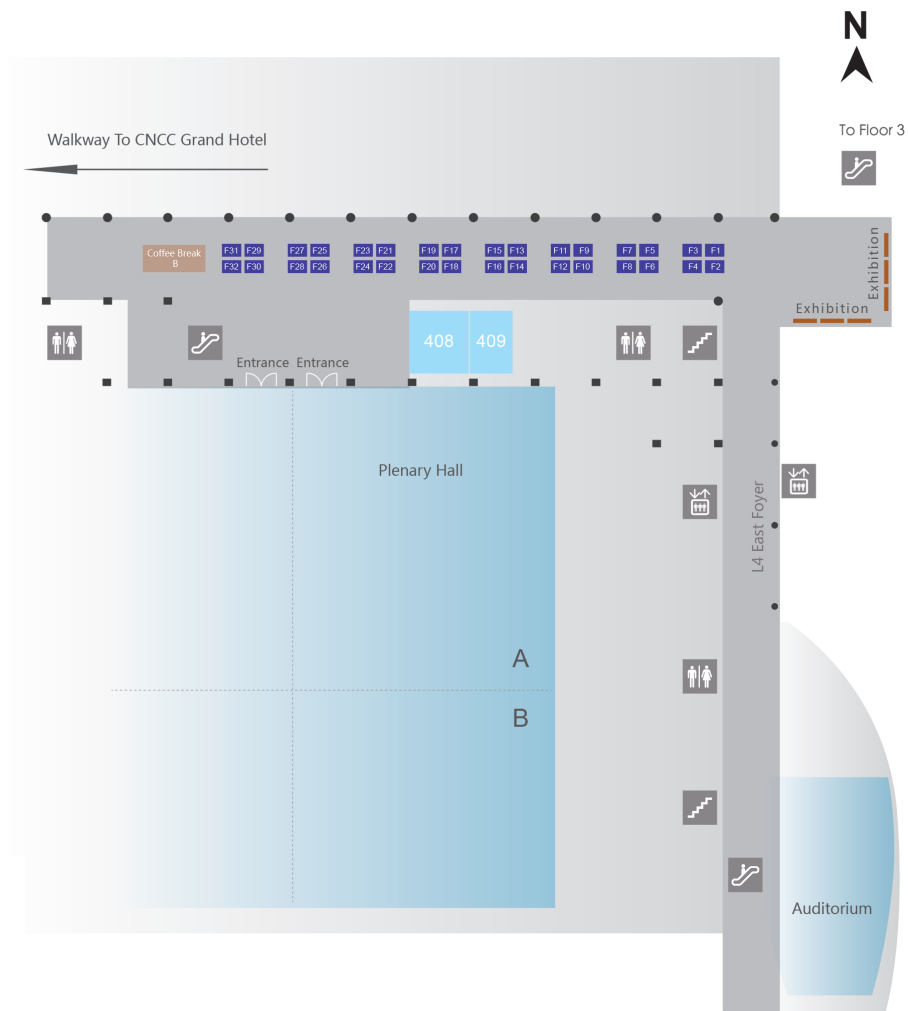 N
To Floor 3
Walkway To CNCC Grand Hotel
Coffee Break
B
F31 F29 F27 F25 F23 F21 F19 F17 F15 F13 F11 F9 F7 F5 F3 F1
F32 F30 F28 F26 F24 F22 F20 F18 F16 F14 F12 F10 F8 F6 F4 F2
Exhibition
Exhibition
408 409
Entrance Entrance
Plenary Hall
L4 East Foyer
A
B
Auditorium